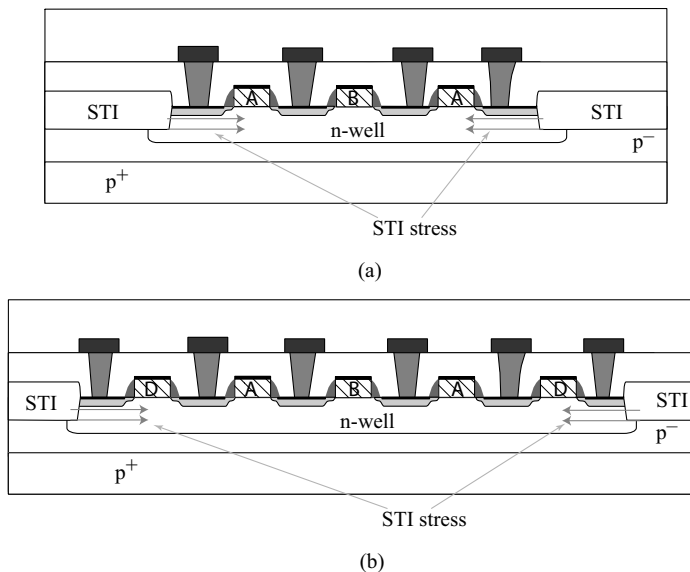 A B A
STI STI
n-well
p−
p+
STI stress
(a)
D A B A D
STI STI
n-well
p−
p+
STI stress
(b)